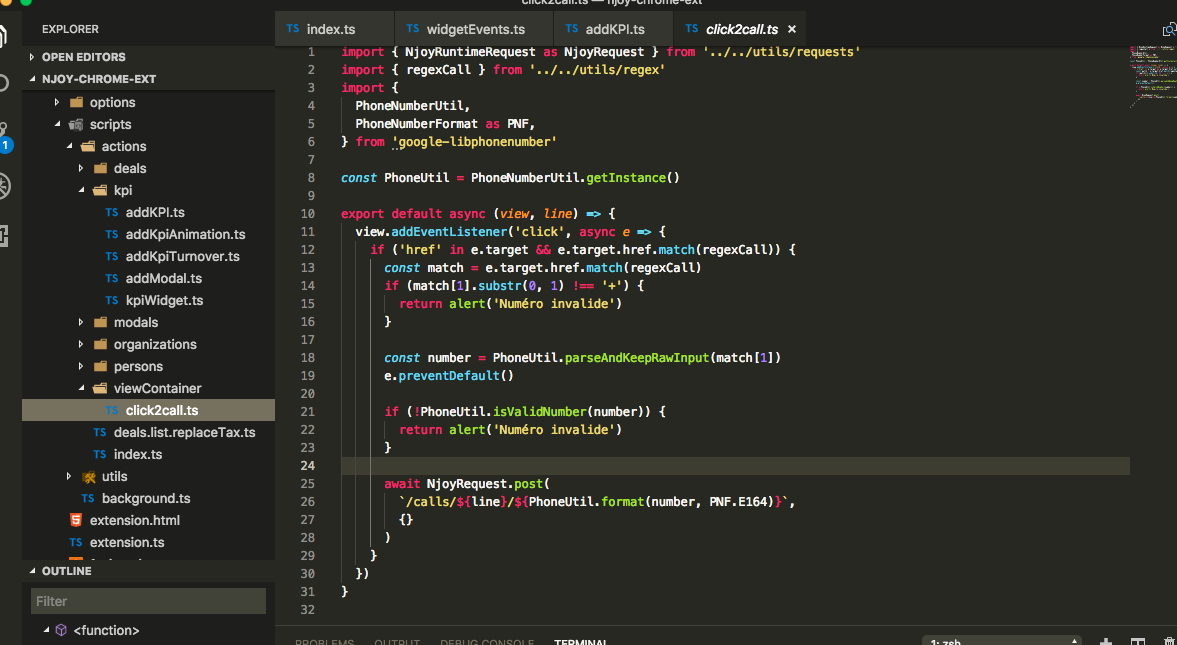 click2call.ts — njoy-chrome-ext
EXPLORER
OPEN EDITORS
NJOY-CHROME-EXT
options
scripts
actions
deals
kpi
TS addKPI.ts
TS addKpiAnimation.ts
TS addKpiTurnover.ts
TS addModal.ts
TS kpiWidget.ts
modals
organizations
persons
viewContainer
TS click2call.ts
TS deals.list.replaceTax.ts
TS index.ts
utils
TS background.ts
extension.html
TS extension.ts
OUTLINE
Filter
<function>
1
TS index.ts
TS widgetEvents.ts
TS addKPI.ts
TS click2call.ts ×
1 import { NjoyRuntimeRequest as NjoyRequest } from '../../utils/requests'
2 import { regexCall } from '../../utils/regex'
3 import {
4 PhoneNumberUtil,
5 PhoneNumberFormat as PNF,
6 } from 'google-libphonenumber'
7
8 const PhoneUtil = PhoneNumberUtil.getInstance()
9
10 export default async (view, line) => {
11 view.addEventListener('click', async e => {
12 if ('href' in e.target && e.target.href.match(regexCall)) {
13 const match = e.target.href.match(regexCall)
14 if (match[1].substr(0, 1) !== '+') {
15 return alert('Numéro invalide')
16 }
17
18 const number = PhoneUtil.parseAndKeepRawInput(match[1])
19 e.preventDefault()
20
21 if (!PhoneUtil.isValidNumber(number)) {
22 return alert('Numéro invalide')
23 }
24
25 await NjoyRequest.post(
26 `/calls/${line}/${PhoneUtil.format(number, PNF.E164)}`,
27 {}
28 )
29 }
30 })
31 }
32
PROBLEMS OUTPUT DEBUG CONSOLE TERMINAL
1: zsh